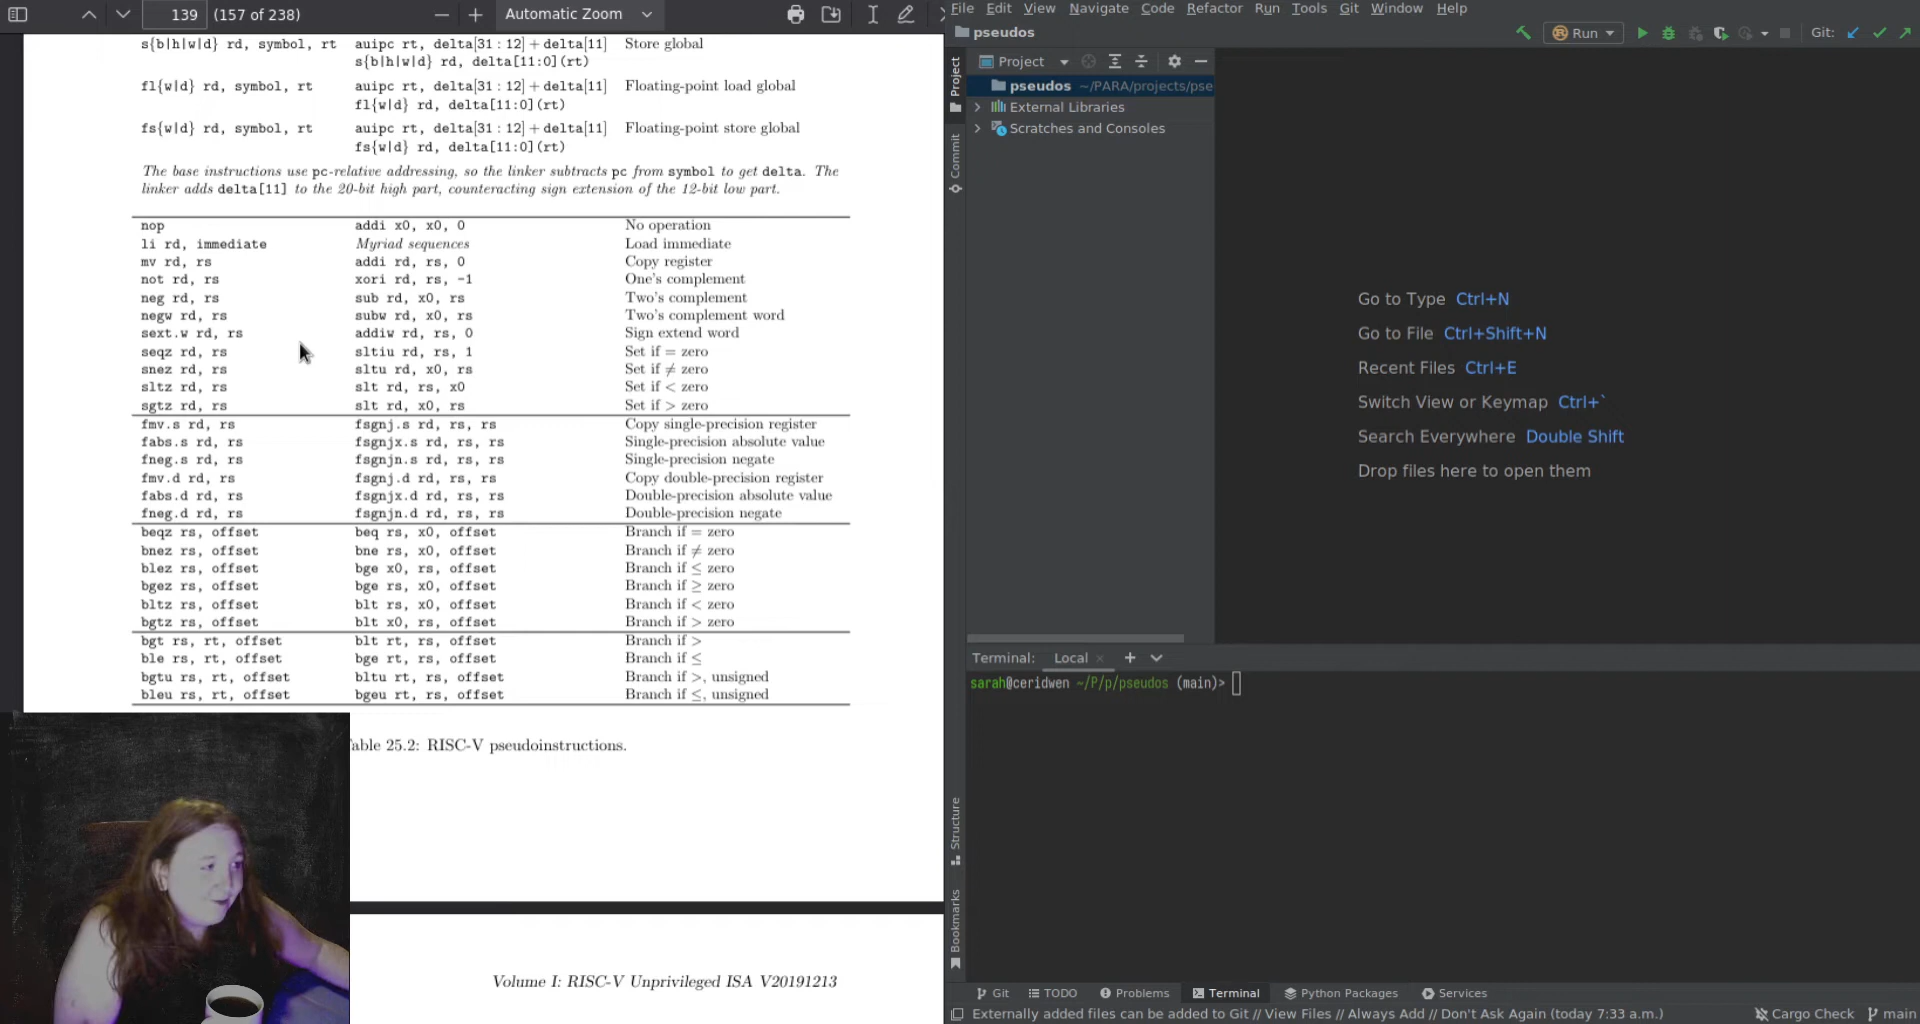 139 (157 of 238) Automatic Zoom
s{b|h|w|d} rd, symbol, rt auipc rt, delta[31 : 12] + delta[11] Store global
s{b|h|w|d} rd, delta[11:0](rt)
fl{w|d} rd, symbol, rt auipc rt, delta[31 : 12] + delta[11] Floating-point load global
fl{w|d} rd, delta[11:0](rt)
fs{w|d} rd, symbol, rt auipc rt, delta[31 : 12] + delta[11] Floating-point store global
fs{w|d} rd, delta[11:0](rt)
The base instructions use pc-relative addressing, so the linker subtracts pc from symbol to get delta. The
linker adds delta[11] to the 20-bit high part, counteracting sign extension of the 12-bit low part.
nop addi x0, x0, 0 No operation
li rd, immediate Myriad sequences Load immediate
mv rd, rs addi rd, rs, 0 Copy register
not rd, rs xori rd, rs, -1 One's complement
neg rd, rs sub rd, x0, rs Two's complement
negw rd, rs subw rd, x0, rs Two's complement word
sext.w rd, rs addiw rd, rs, 0 Sign extend word
seqz rd, rs sltiu rd, rs, 1 Set if = zero
snez rd, rs sltu rd, x0, rs Set if ≠ zero
sltz rd, rs slt rd, rs, x0 Set if < zero
sgtz rd, rs slt rd, x0, rs Set if > zero
fmv.s rd, rs fsgnj.s rd, rs, rs Copy single-precision register
fabs.s rd, rs fsgnjx.s rd, rs, rs Single-precision absolute value
fneg.s rd, rs fsgnjn.s rd, rs, rs Single-precision negate
fmv.d rd, rs fsgnj.d rd, rs, rs Copy double-precision register
fabs.d rd, rs fsgnjx.d rd, rs, rs Double-precision absolute value
fneg.d rd, rs fsgnjn.d rd, rs, rs Double-precision negate
beqz rs, offset beq rs, x0, offset Branch if = zero
bnez rs, offset bne rs, x0, offset Branch if ≠ zero
blez rs, offset bge x0, rs, offset Branch if ≤ zero
bgez rs, offset bge rs, x0, offset Branch if ≥ zero
bltz rs, offset blt rs, x0, offset Branch if < zero
bgtz rs, offset blt x0, rs, offset Branch if > zero
bgt rs, rt, offset blt rt, rs, offset Branch if >
ble rs, rt, offset bge rt, rs, offset Branch if ≤
bgtu rs, rt, offset bltu rt, rs, offset Branch if >, unsigned
bleu rs, rt, offset bgeu rt, rs, offset Branch if ≤, unsigned
able 25.2: RISC-V pseudoinstructions.
Volume I: RISC-V Unprivileged ISA V20191213
File Edit View Navigate Code Refactor Run Tools Git Window Help
pseudos
Run Git:
Project
Project
pseudos ~/PARA/projects/pse
External Libraries
Scratches and Consoles
Commit
Go to Type Ctrl+N
Go to File Ctrl+Shift+N
Recent Files Ctrl+E
Switch View or Keymap Ctrl+`
Search Everywhere Double Shift
Drop files here to open them
Terminal: Local
sarah@ceridwen ~/P/p/pseudos (main)>
Structure
Bookmarks
Git TODO Problems Terminal Python Packages Services
Externally added files can be added to Git // View Files // Always Add // Don't Ask Again (today 7:33 a.m.) Cargo Check main